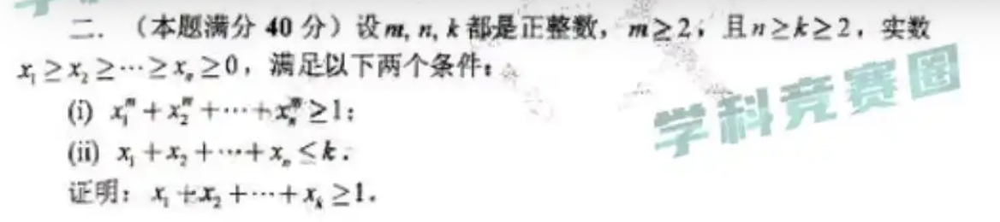 二. （本题满分 40 分）设 m, n, k 都是正整数，m≥2，且 n≥k≥2，实数
x₁≥x₂≥⋯≥xₙ≥0，满足以下两个条件：
(i) x₁ᵐ+x₂ᵐ+⋯+xₙᵐ≥1；
(ii) x₁+x₂+⋯+xₙ≤k．
证明：x₁+x₂+⋯+xₖ≥1．
学科竞赛圈